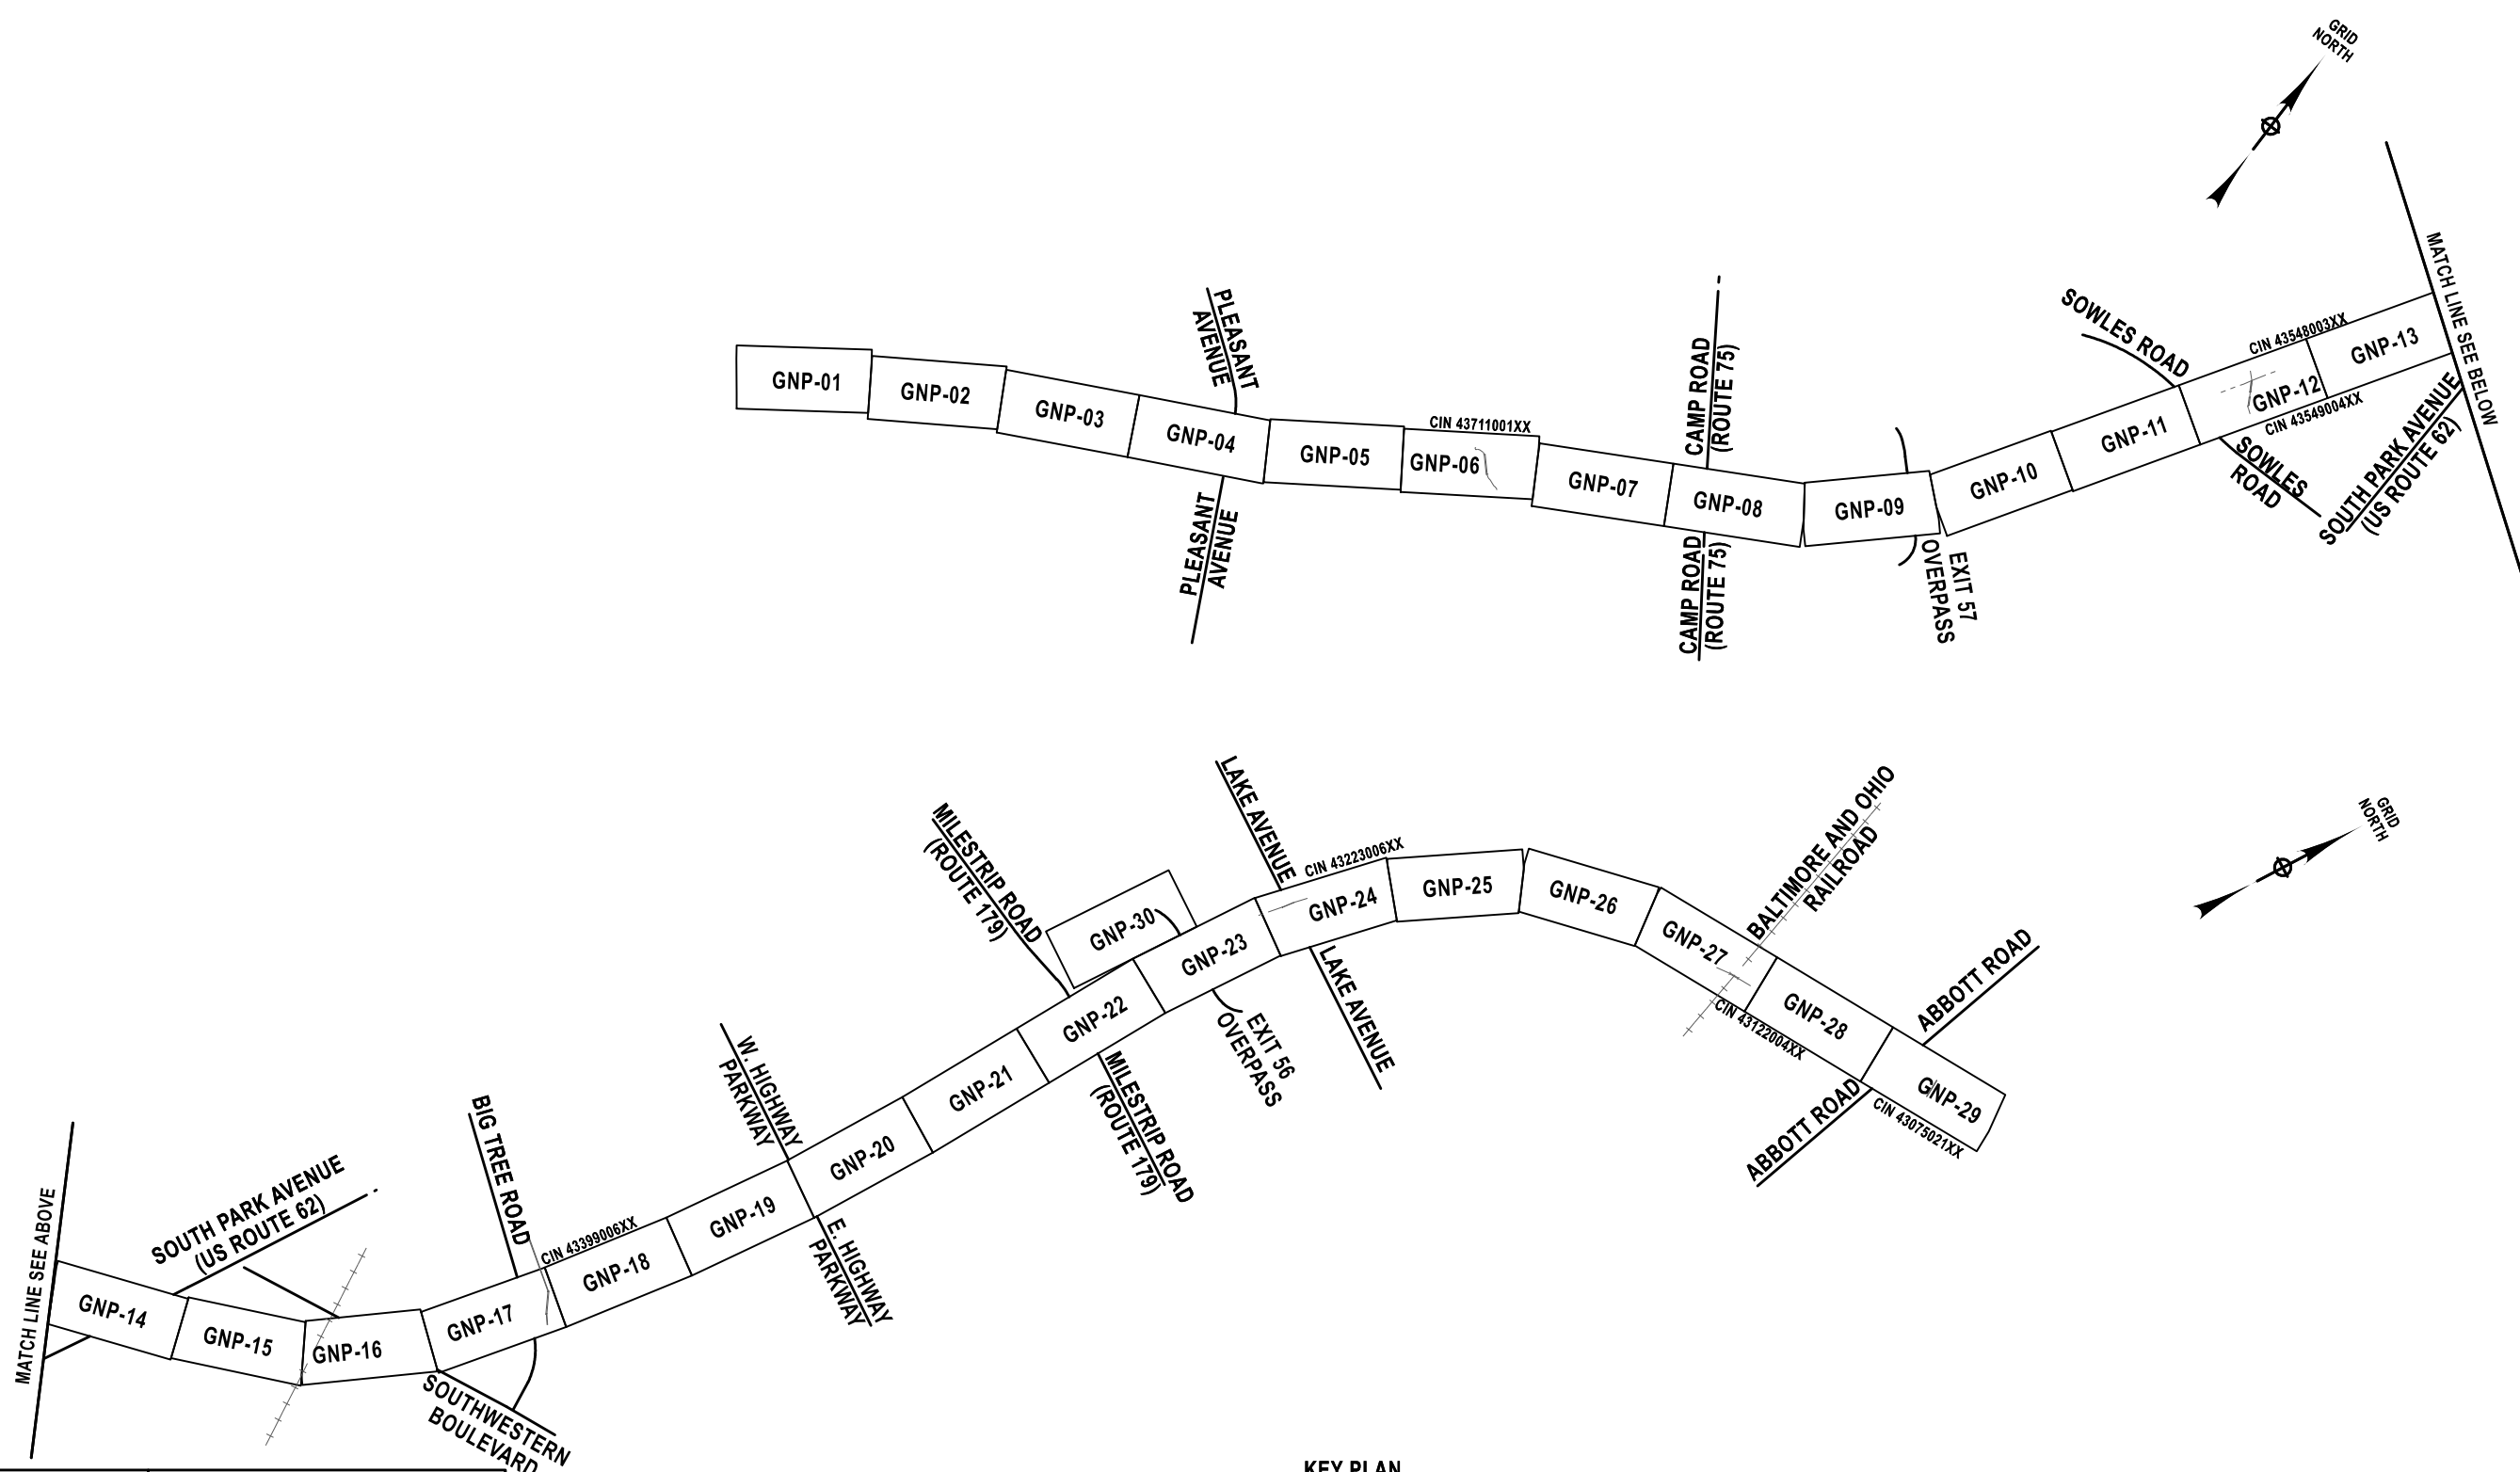 GRID
NORTH
MATCH LINE SEE BELOW
PLEASANT
AVENUE
CAMP ROAD
(ROUTE 75)
SOWLES ROAD
CIN 43548003XX
GNP-01
GNP-02
GNP-03
GNP-04
GNP-05
CIN 43711001XX
GNP-06
GNP-07
GNP-08
GNP-09
GNP-10
GNP-11
GNP-12
GNP-13
CIN 43549004XX
PLEASANT
AVENUE
CAMP ROAD
(ROUTE 75)
EXIT 57
OVERPASS
SOWLES
ROAD
SOUTH PARK AVENUE
(US ROUTE 62)
GRID
NORTH
MATCH LINE SEE ABOVE
SOUTH PARK AVENUE
(US ROUTE 62)
BIG TREE ROAD
CIN 43399006XX
W. HIGHWAY
PARKWAY
MILESTRIP ROAD
(ROUTE 179)
LAKE AVENUE
CIN 43223006XX
BALTIMORE AND OHIO
RAILROAD
ABBOTT ROAD
GNP-14
GNP-15
GNP-16
GNP-17
GNP-18
GNP-19
GNP-20
GNP-21
GNP-22
GNP-30
GNP-23
GNP-24
GNP-25
GNP-26
GNP-27
GNP-28
GNP-29
SOUTHWESTERN
BOULEVARD
E. HIGHWAY
PARKWAY
MILESTRIP ROAD
(ROUTE 179)
EXIT 56
OVERPASS
LAKE AVENUE
CIN 43122004XX
ABBOTT ROAD
CIN 43075021XX
KEY PLAN